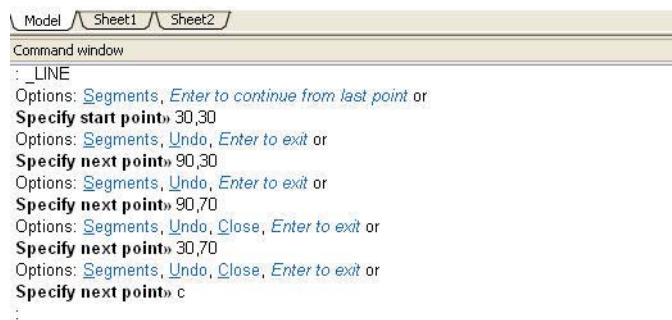 Model Sheet1 Sheet2
Command window
: _LINE
Options: Segments, Enter to continue from last point or
Specify start point» 30,30
Options: Segments, Undo, Enter to exit or
Specify next point» 90,30
Options: Segments, Undo, Enter to exit or
Specify next point» 90,70
Options: Segments, Undo, Close, Enter to exit or
Specify next point» 30,70
Options: Segments, Undo, Close, Enter to exit or
Specify next point» c
: